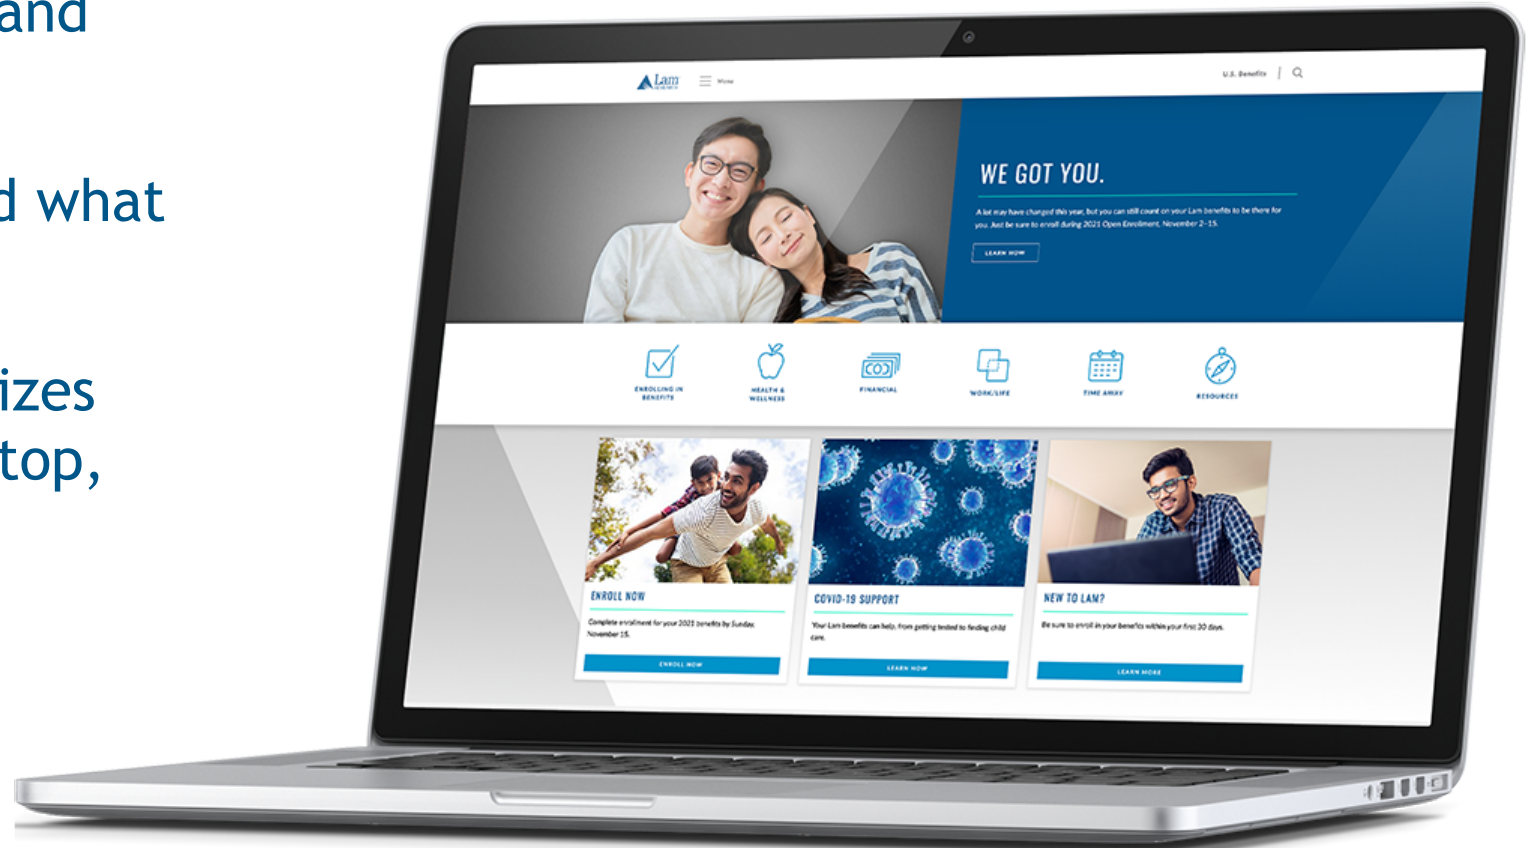 and
d what
izes
top,
Lam
RESEARCH
Menu
U.S. Benefits
WE GOT YOU.
A lot may have changed this year, but you can still count on your Lam benefits to be there for
you. Just be sure to enroll during 2021 Open Enrollment, November 2–15.
LEARN HOW
ENROLLING IN
BENEFITS
HEALTH &
WELLNESS
FINANCIAL
WORK/LIFE
TIME AWAY
RESOURCES
ENROLL NOW
Complete enrollment for your 2021 benefits by Sunday,
November 15.
ENROLL NOW
COVID-19 SUPPORT
Your Lam benefits can help, from getting tested to finding child
care.
LEARN HOW
NEW TO LAM?
Be sure to enroll in your benefits within your first 30 days.
LEARN MORE